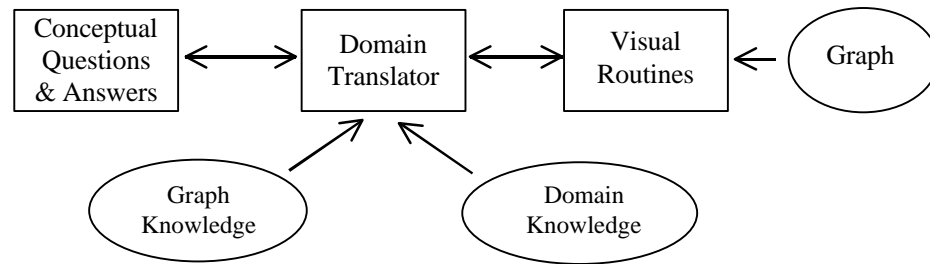 Conceptual
Questions
& Answers
Domain
Translator
Visual
Routines
Graph
Graph
Knowledge
Domain
Knowledge